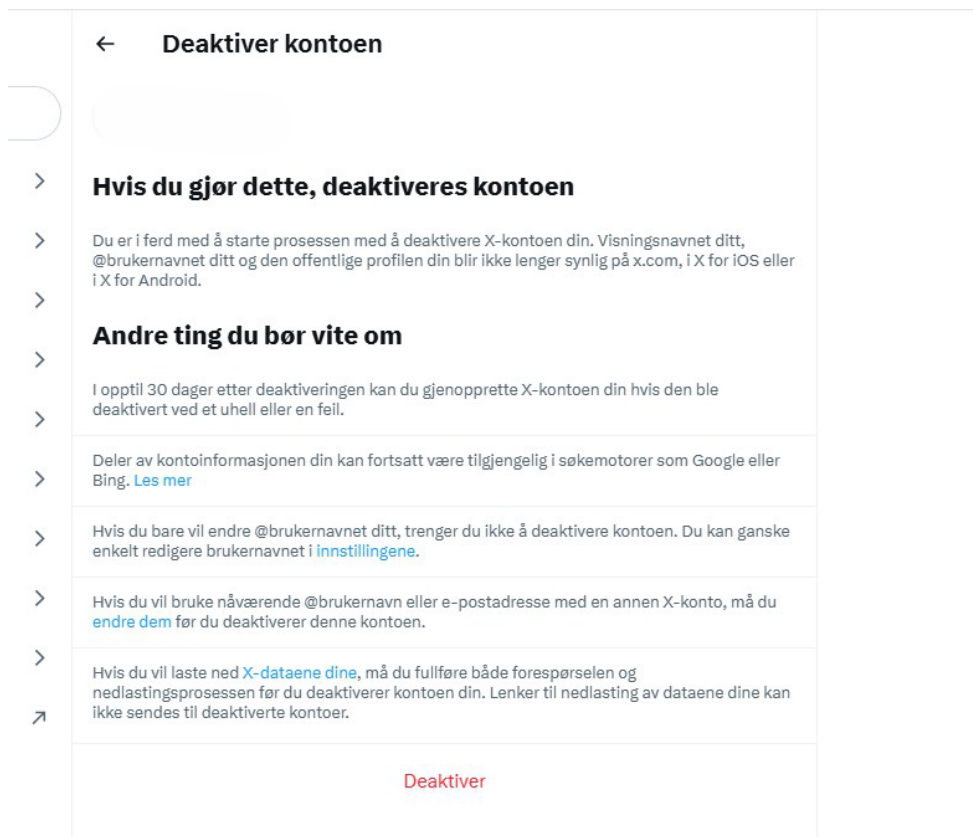 Deaktiver kontoen
Hvis du gjør dette, deaktiveres kontoen
Du er i ferd med å starte prosessen med å deaktivere X-kontoen din. Visningsnavnet ditt,
@brukernavnet ditt og den offentlige profilen din blir ikke lenger synlig på x.com, i X for iOS eller
i X for Android.
Andre ting du bør vite om
I opptil 30 dager etter deaktiveringen kan du gjenopprette X-kontoen din hvis den ble
deaktivert ved et uhell eller en feil.
Deler av kontoinformasjonen din kan fortsatt være tilgjengelig i søkemotorer som Google eller
Bing. Les mer
Hvis du bare vil endre @brukernavnet ditt, trenger du ikke å deaktivere kontoen. Du kan ganske
enkelt redigere brukernavnet i innstillingene.
Hvis du vil bruke nåværende @brukernavn eller e-postadresse med en annen X-konto, må du
endre dem før du deaktiverer denne kontoen.
Hvis du vil laste ned X-dataene dine, må du fullføre både forespørselen og
nedlastingsprosessen før du deaktiverer kontoen din. Lenker til nedlasting av dataene dine kan
ikke sendes til deaktiverte kontoer.
Deaktiver